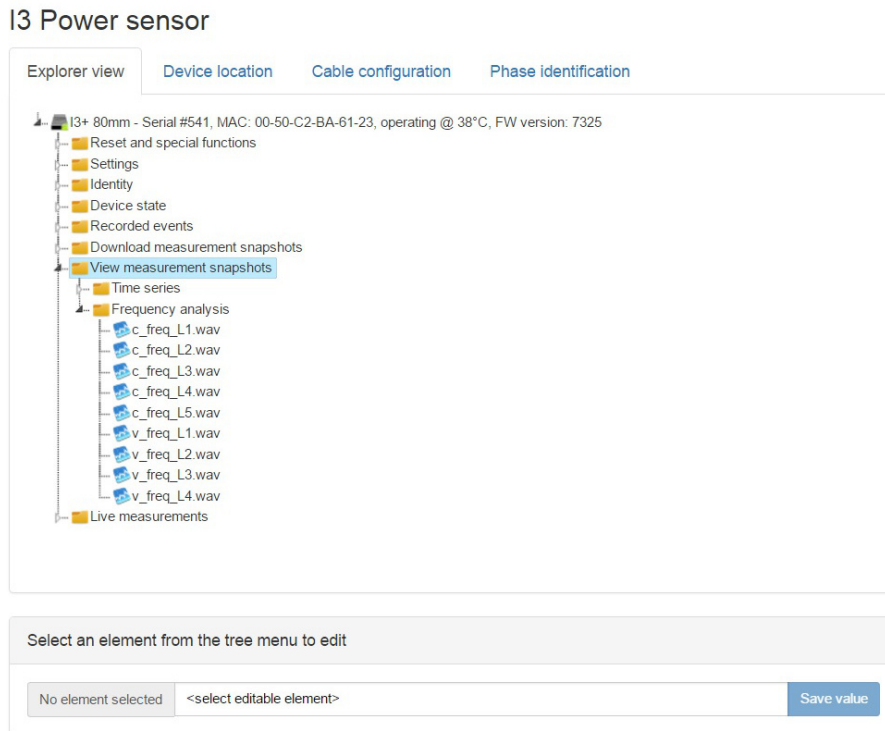 I3 Power sensor
Explorer view Device location Cable configuration Phase identification
I3+ 80mm - Serial #541, MAC: 00-50-C2-BA-61-23, operating @ 38°C, FW version: 7325
Reset and special functions
Settings
Identity
Device state
Recorded events
Download measurement snapshots
View measurement snapshots
Time series
Frequency analysis
c_freq_L1.wav
c_freq_L2.wav
c_freq_L3.wav
c_freq_L4.wav
c_freq_L5.wav
v_freq_L1.wav
v_freq_L2.wav
v_freq_L3.wav
v_freq_L4.wav
Live measurements
Select an element from the tree menu to edit
No element selected <select editable element> Save value